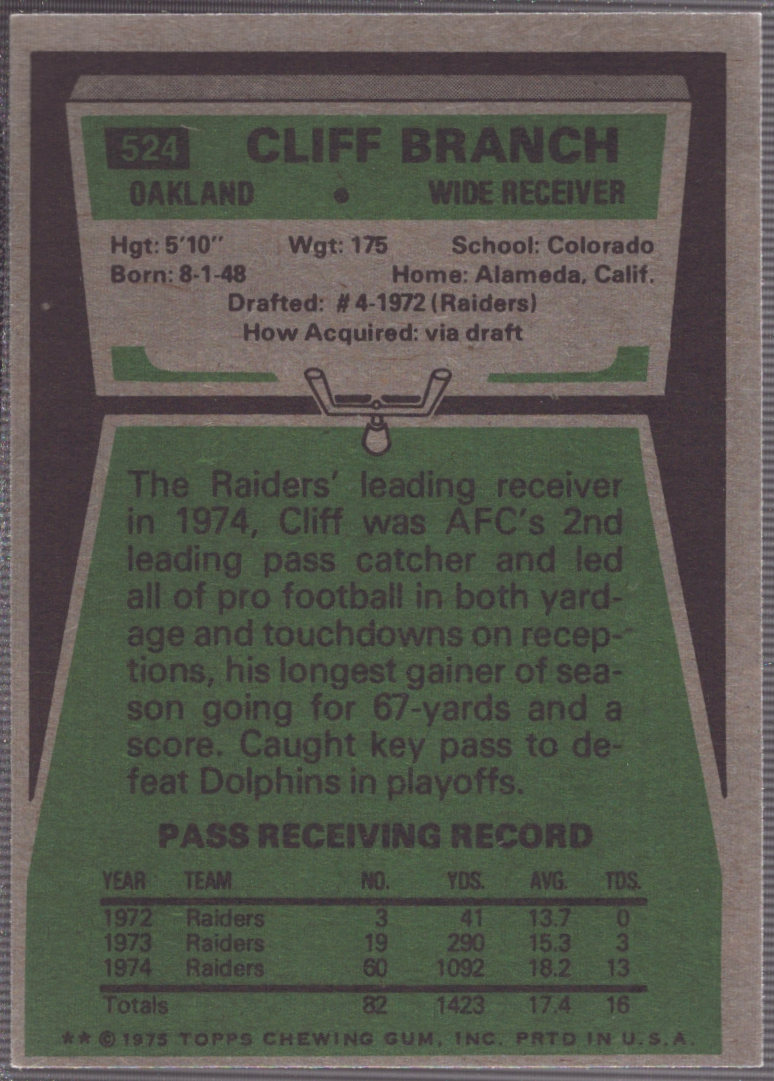 524 CLIFF BRANCH
OAKLAND • WIDE RECEIVER
Hgt: 5'10" Wgt: 175 School: Colorado
Born: 8-1-48 Home: Alameda, Calif.
Drafted: #4-1972 (Raiders)
How Acquired: via draft
The Raiders' leading receiver
in 1974, Cliff was AFC's 2nd
leading pass catcher and led
all of pro football in both yard-
age and touchdowns on recep-
tions, his longest gainer of sea-
son going for 67-yards and a
score. Caught key pass to de-
feat Dolphins in playoffs.
PASS RECEIVING RECORD
YEAR TEAM NO. YDS. AVG. TDS.
1972 Raiders 3 41 13.7 0
1973 Raiders 19 290 15.3 3
1974 Raiders 60 1092 18.2 13
Totals 82 1423 17.4 16
** © 1975 TOPPS CHEWING GUM, INC. PRTD IN U.S.A.